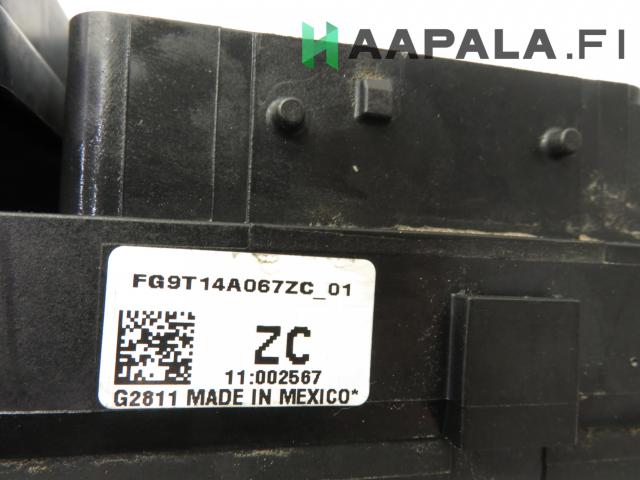 HAAPALA.FI
FG9T14A067ZC_01
ZC
11:002567
G2811 MADE IN MEXICO*